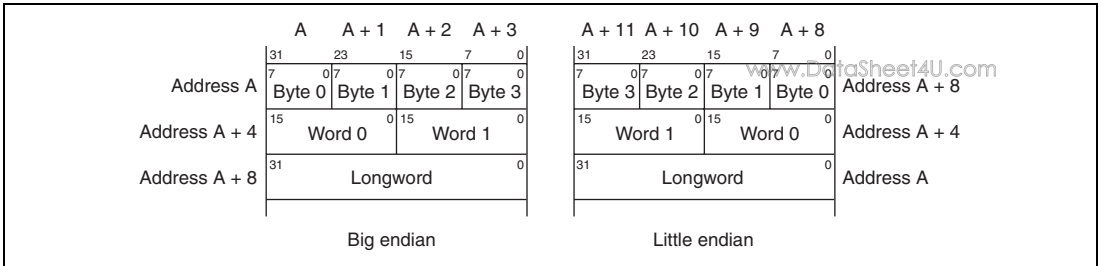 A A + 1 A + 2 A + 3 A + 11 A + 10 A + 9 A + 8
31 23 15 7 0 31 23 15 7 0
www.DataSheet4U.com
7 0 7 0 7 0 7 0 7 0 7 0 7 0 7 0
Address A Byte 0 Byte 1 Byte 2 Byte 3 Byte 3 Byte 2 Byte 1 Byte 0 Address A + 8
15 0 15 0 15 0 15 0
Address A + 4 Word 0 Word 1 Word 1 Word 0 Address A + 4
31 0 31 0
Address A + 8 Longword Longword Address A
Big endian Little endian